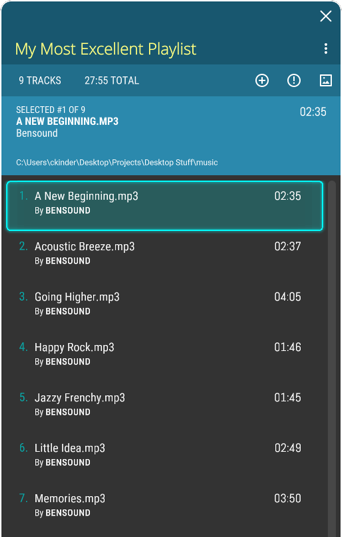 My Most Excellent Playlist
9 TRACKS 27:55 TOTAL
SELECTED #1 OF 9 02:35
A NEW BEGINNING.MP3
Bensound
C:\Users\ckinder\Desktop\Projects\Desktop Stuff\music
1. A New Beginning.mp3 02:35
By BENSOUND
2. Acoustic Breeze.mp3 02:37
By BENSOUND
3. Going Higher.mp3 04:05
By BENSOUND
4. Happy Rock.mp3 01:46
By BENSOUND
5. Jazzy Frenchy.mp3 01:45
By BENSOUND
6. Little Idea.mp3 02:49
By BENSOUND
7. Memories.mp3 03:50
By BENSOUND